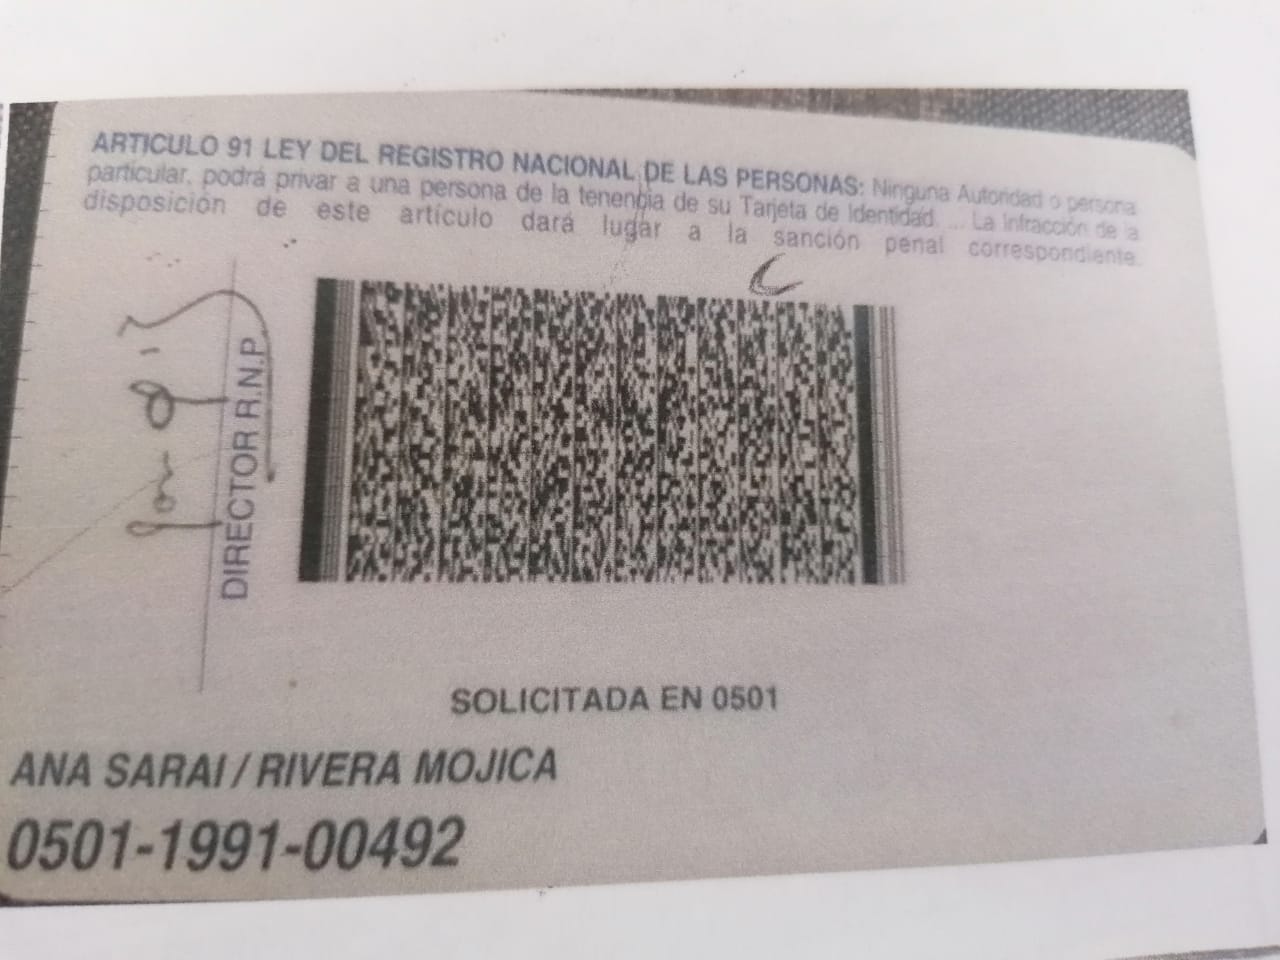 ARTICULO 91 LEY DEL REGISTRO NACIONAL DE LAS PERSONAS: Ninguna Autoridad o persona
particular, podrá privar a una persona de la tenencia de su Tarjeta de Identidad. ... La Infracción de la
disposición de este artículo dará lugar a la sanción penal correspondiente.
DIRECTOR R.N.P
SOLICITADA EN 0501
ANA SARAI / RIVERA MOJICA
0501-1991-00492